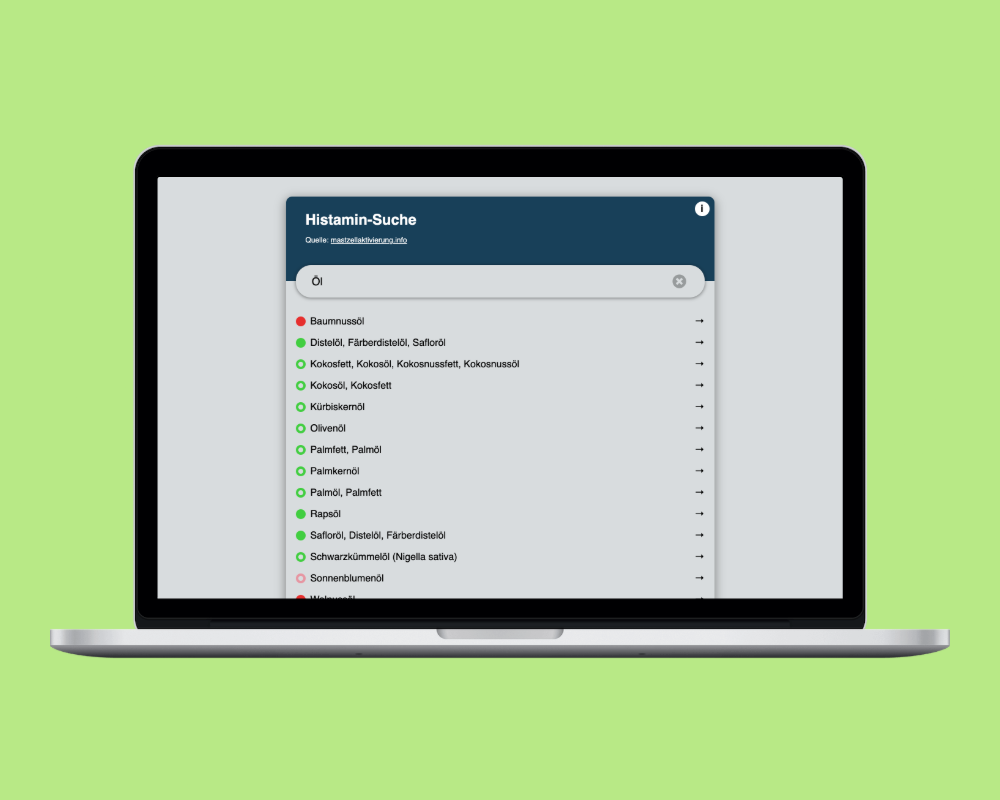 Histamin-Suche
Quelle: mastzellaktivierung.info
i
Öl
Baumnussöl →
Distelöl, Färberdistelöl, Safloröl →
Kokosfett, Kokosöl, Kokosnussfett, Kokosnussöl →
Kokosöl, Kokosfett →
Kürbiskernöl →
Olivenöl →
Palmfett, Palmöl →
Palmkernöl →
Palmöl, Palmfett →
Rapsöl →
Safloröl, Distelöl, Färberdistelöl →
Schwarzkümmelöl (Nigella sativa) →
Sonnenblumenöl →
Walnussöl